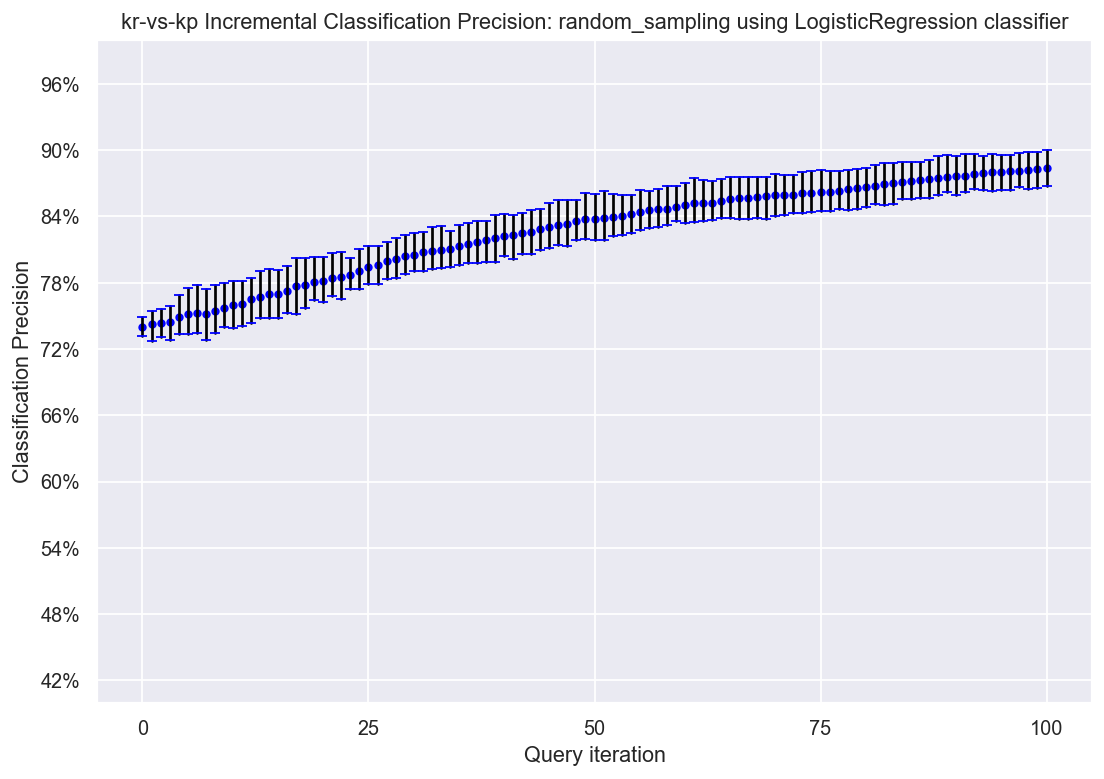 kr-vs-kp Incremental Classification Precision: random_sampling using LogisticRegression classifier
96%
90%
84%
78%
72%
66%
60%
54%
48%
42%
Classification Precision
0 25 50 75 100
Query iteration